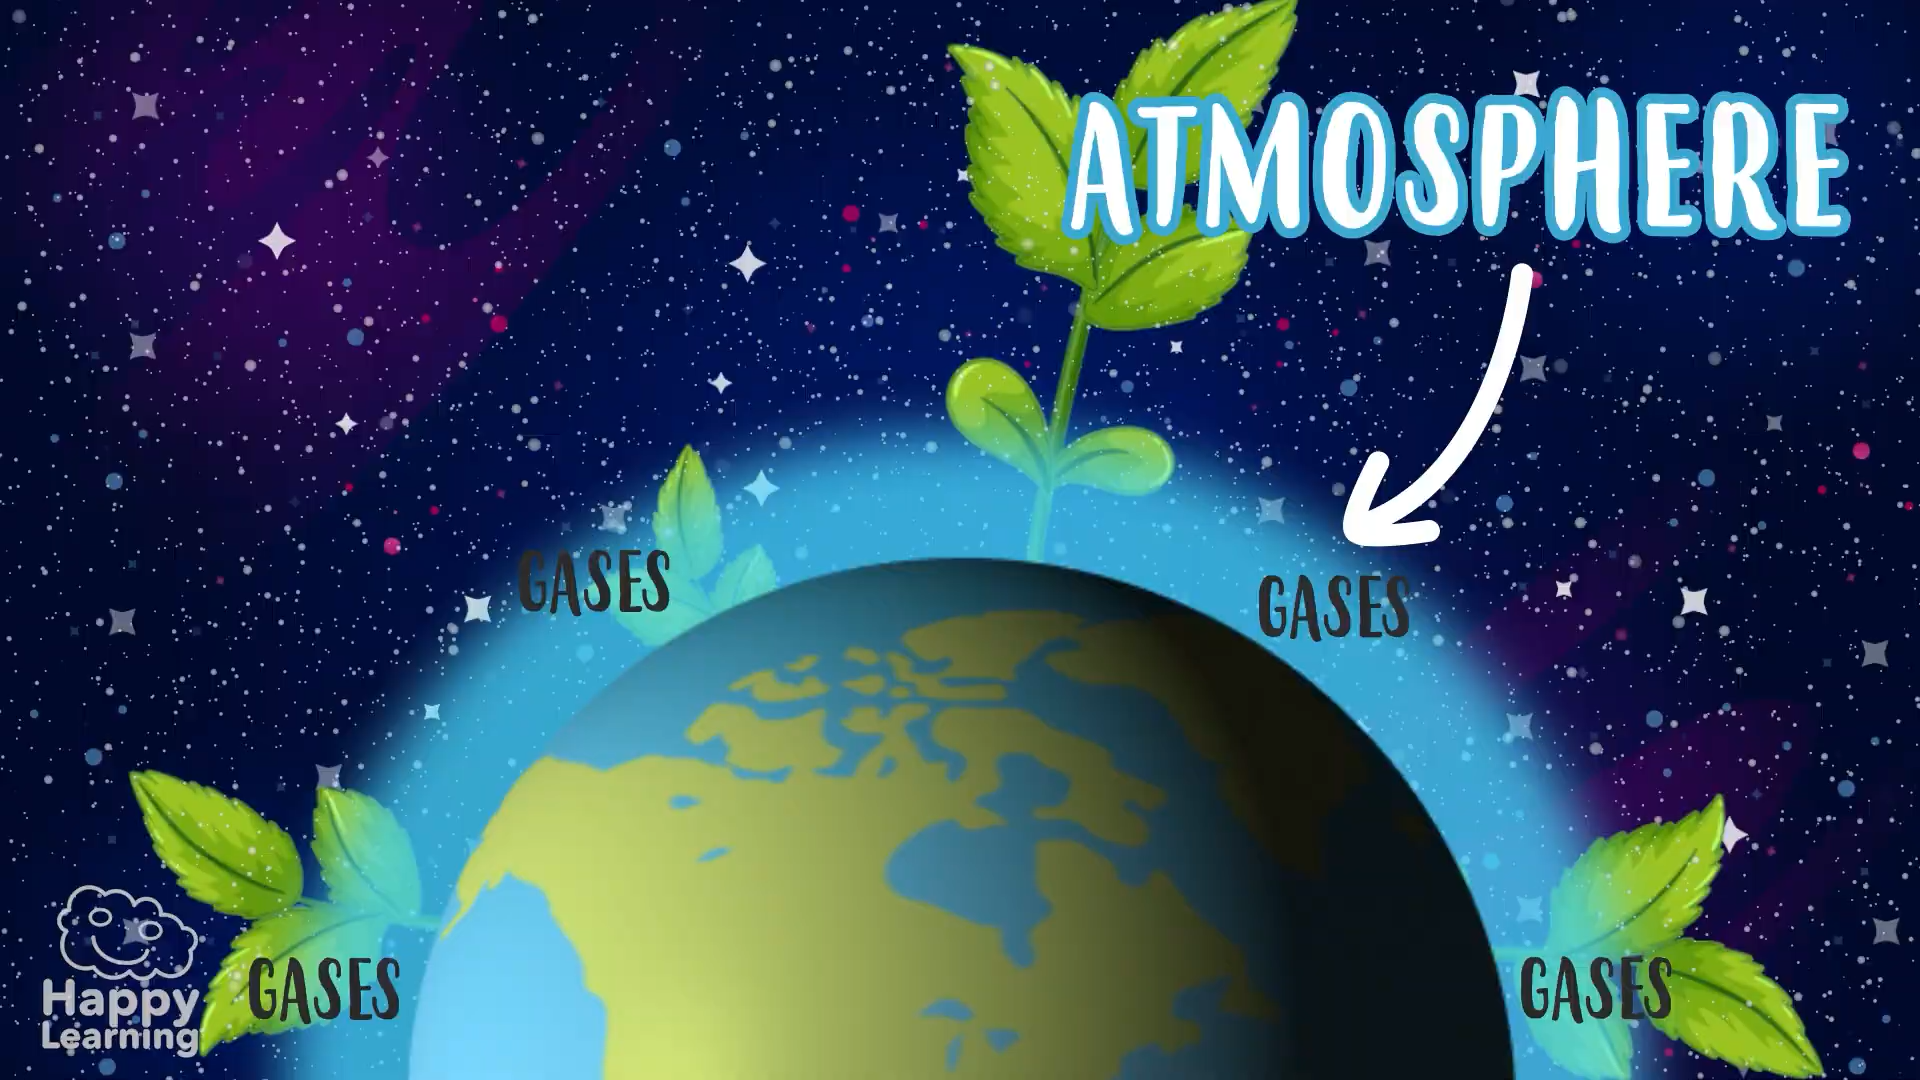 ATMOSPHERE
GASES
GASES
GASES
GASES
Happy
Learning